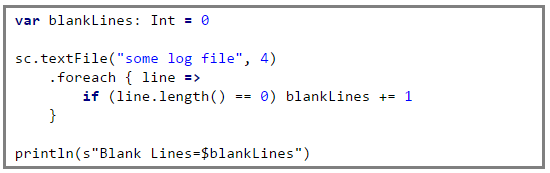 var blankLines: Int = 0
sc.textFile("some log file", 4)
    .foreach { line =>
        if (line.length() == 0) blankLines += 1
    }
println(s"Blank Lines=$blankLines")